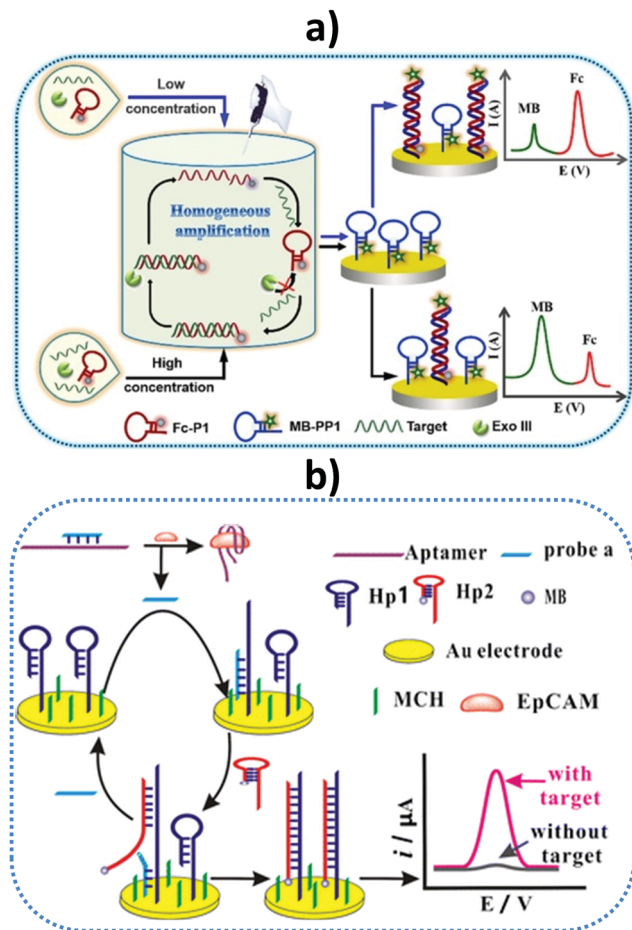 a)
Low
concentration
Homogeneous
amplification
High
concentration
I (A)
MB
Fc
E (V)
I (A)
MB
Fc
E (V)
Fc-P1
MB-PP1
Target
Exo III
b)
Aptamer
probe a
Hp1
Hp2
MB
Au electrode
MCH
EpCAM
i / μA
with
target
without
target
E / V